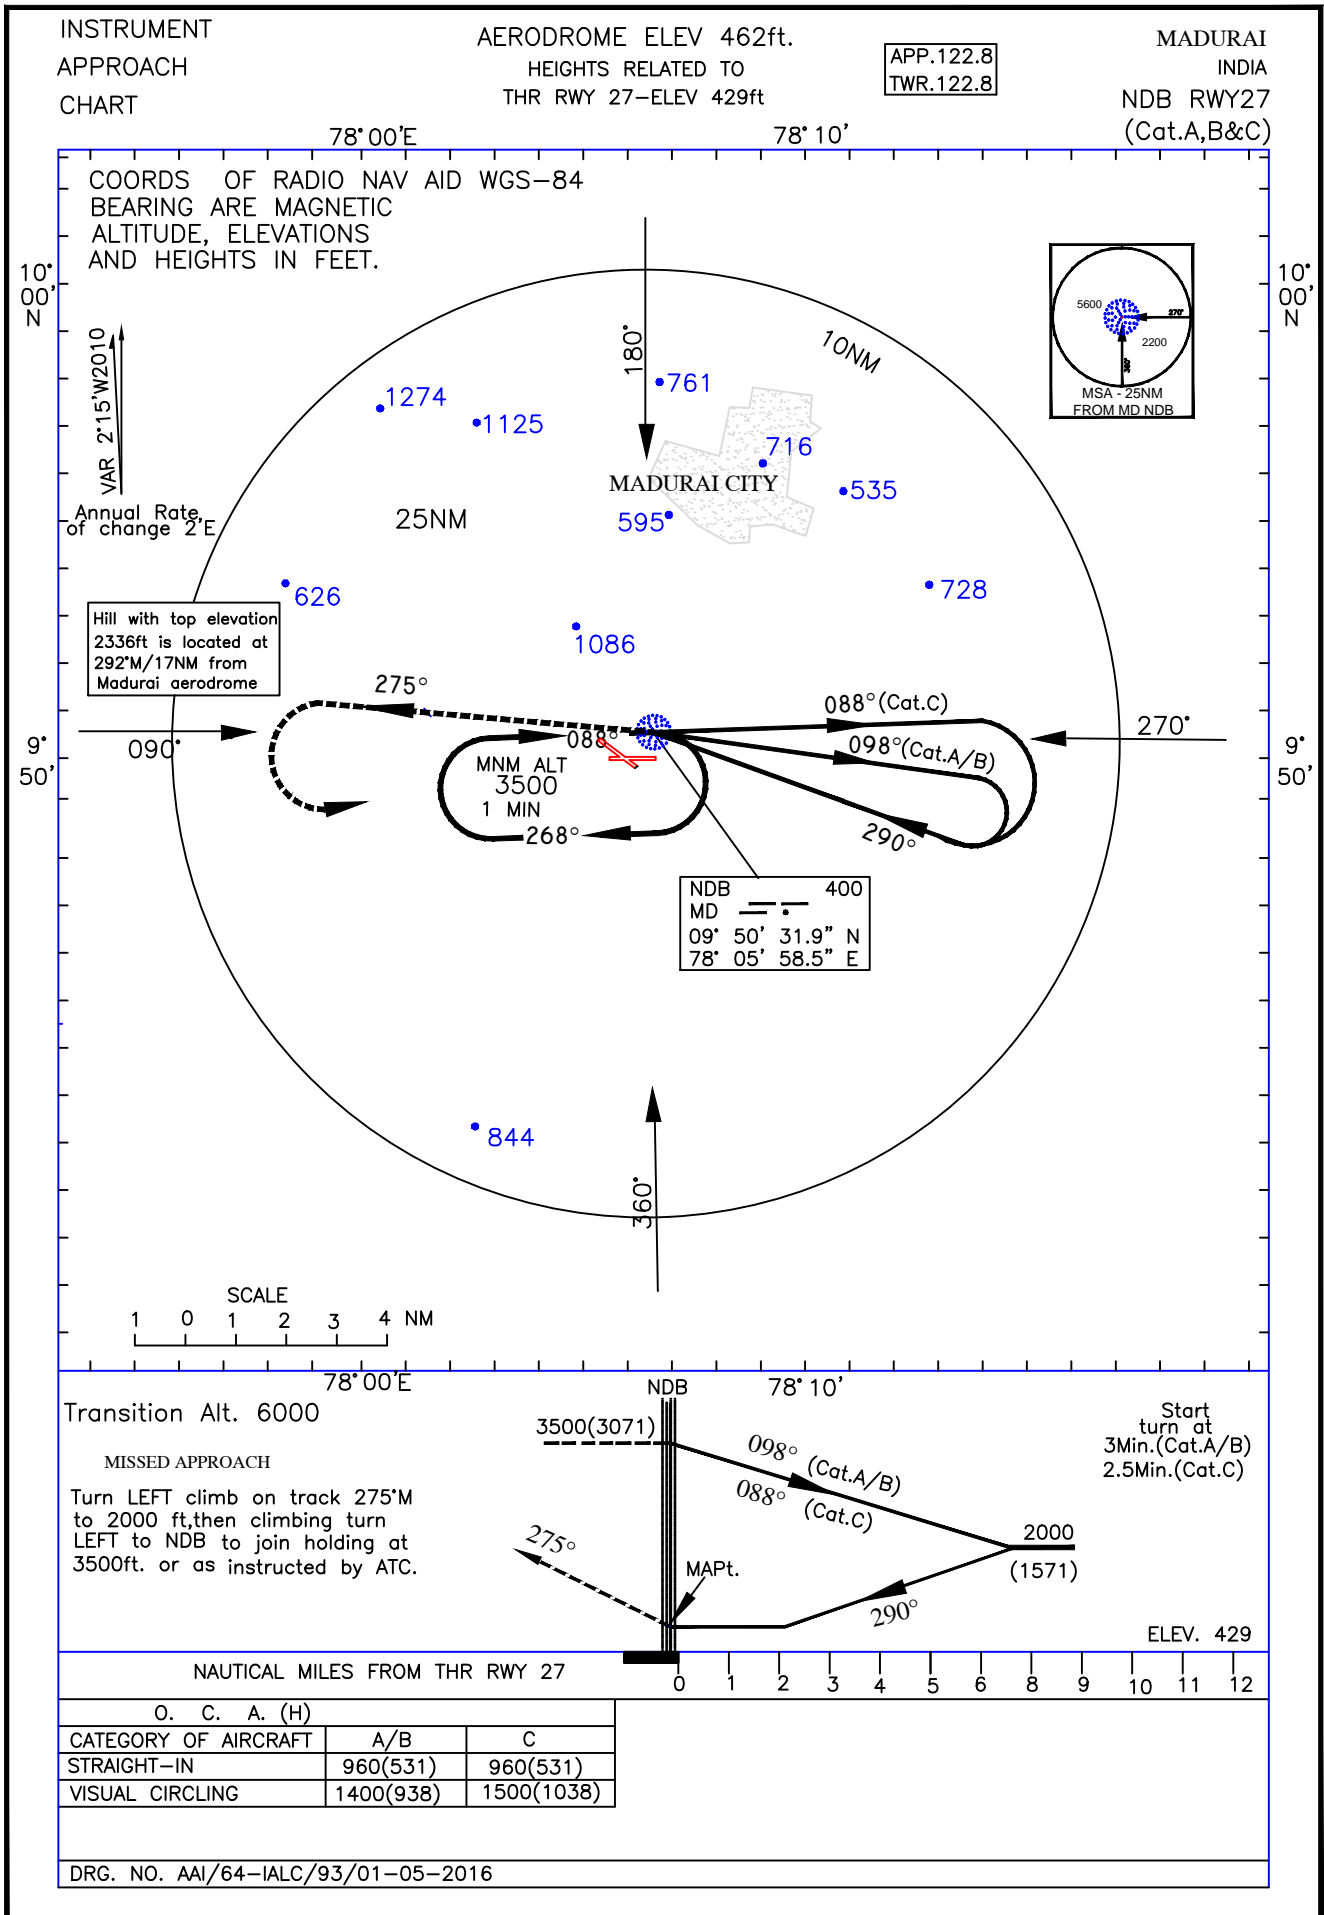 INSTRUMENT
APPROACH
CHART
AERODROME ELEV 462ft.
HEIGHTS RELATED TO
THR RWY 27-ELEV 429ft
APP.122.8
TWR.122.8
MADURAI
INDIA
NDB RWY27
(Cat.A,B&C)
78°00'E
78°10'
COORDS OF RADIO NAV AID WGS-84
BEARING ARE MAGNETIC
ALTITUDE, ELEVATIONS
AND HEIGHTS IN FEET.
10°
00'
N
10°
00'
N
VAR 2°15'W2010
Annual Rate
of change 2'E
180°
10NM
5600
270°
2200
360°
MSA - 25NM
FROM MD NDB
1274
1125
761
716
MADURAI CITY
535
595
25NM
626
728
1086
Hill with top elevation
2336ft is located at
292°M/17NM from
Madurai aerodrome
275°
088°(Cat.C)
090°
088°
098°(Cat.A/B)
270°
9°
50'
9°
50'
MNM ALT
3500
1 MIN
268°
290°
NDB 400
MD
09° 50' 31.9" N
78° 05' 58.5" E
844
360°
SCALE
1 0 1 2 3 4 NM
78°00'E
78°10'
NDB
Transition Alt. 6000
3500(3071)
098° (Cat.A/B)
088° (Cat.C)
Start
turn at
3Min.(Cat.A/B)
2.5Min.(Cat.C)
MISSED APPROACH
Turn LEFT climb on track 275°M
to 2000 ft,then climbing turn
LEFT to NDB to join holding at
3500ft. or as instructed by ATC.
275°
MAPt.
2000
(1571)
290°
ELEV. 429
NAUTICAL MILES FROM THR RWY 27
0 1 2 3 4 5 6 8 9 10 11 12
O. C. A. (H)
CATEGORY OF AIRCRAFT A/B C
STRAIGHT-IN 960(531) 960(531)
VISUAL CIRCLING 1400(938) 1500(1038)
DRG. NO. AAI/64-IALC/93/01-05-2016